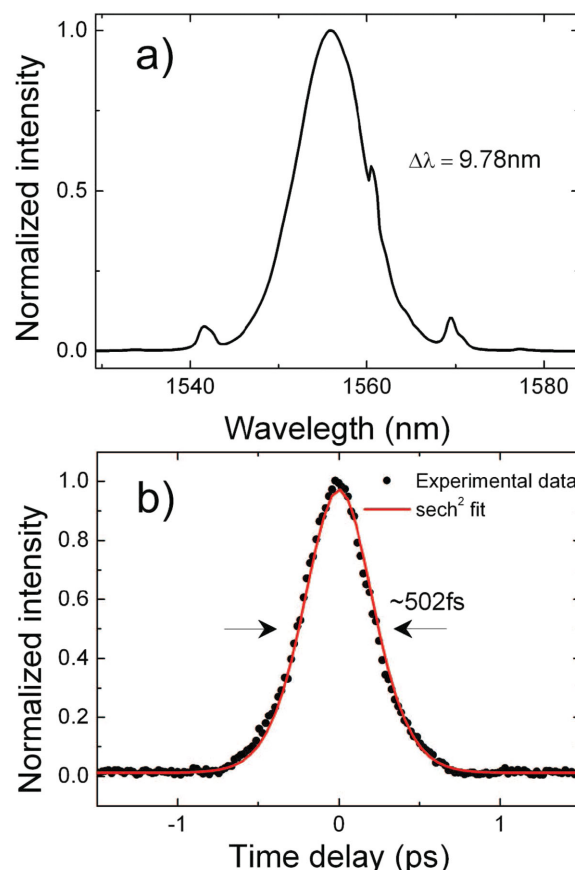 a)
Normalized intensity
1.0
0.5
0.0
Δλ = 9.78nm
1540
1560
1580
Wavelegth (nm)
b)
Normalized intensity
1.0
0.8
0.6
0.4
0.2
0.0
Experimental data
sech² fit
~502fs
-1
0
1
Time delay (ps)